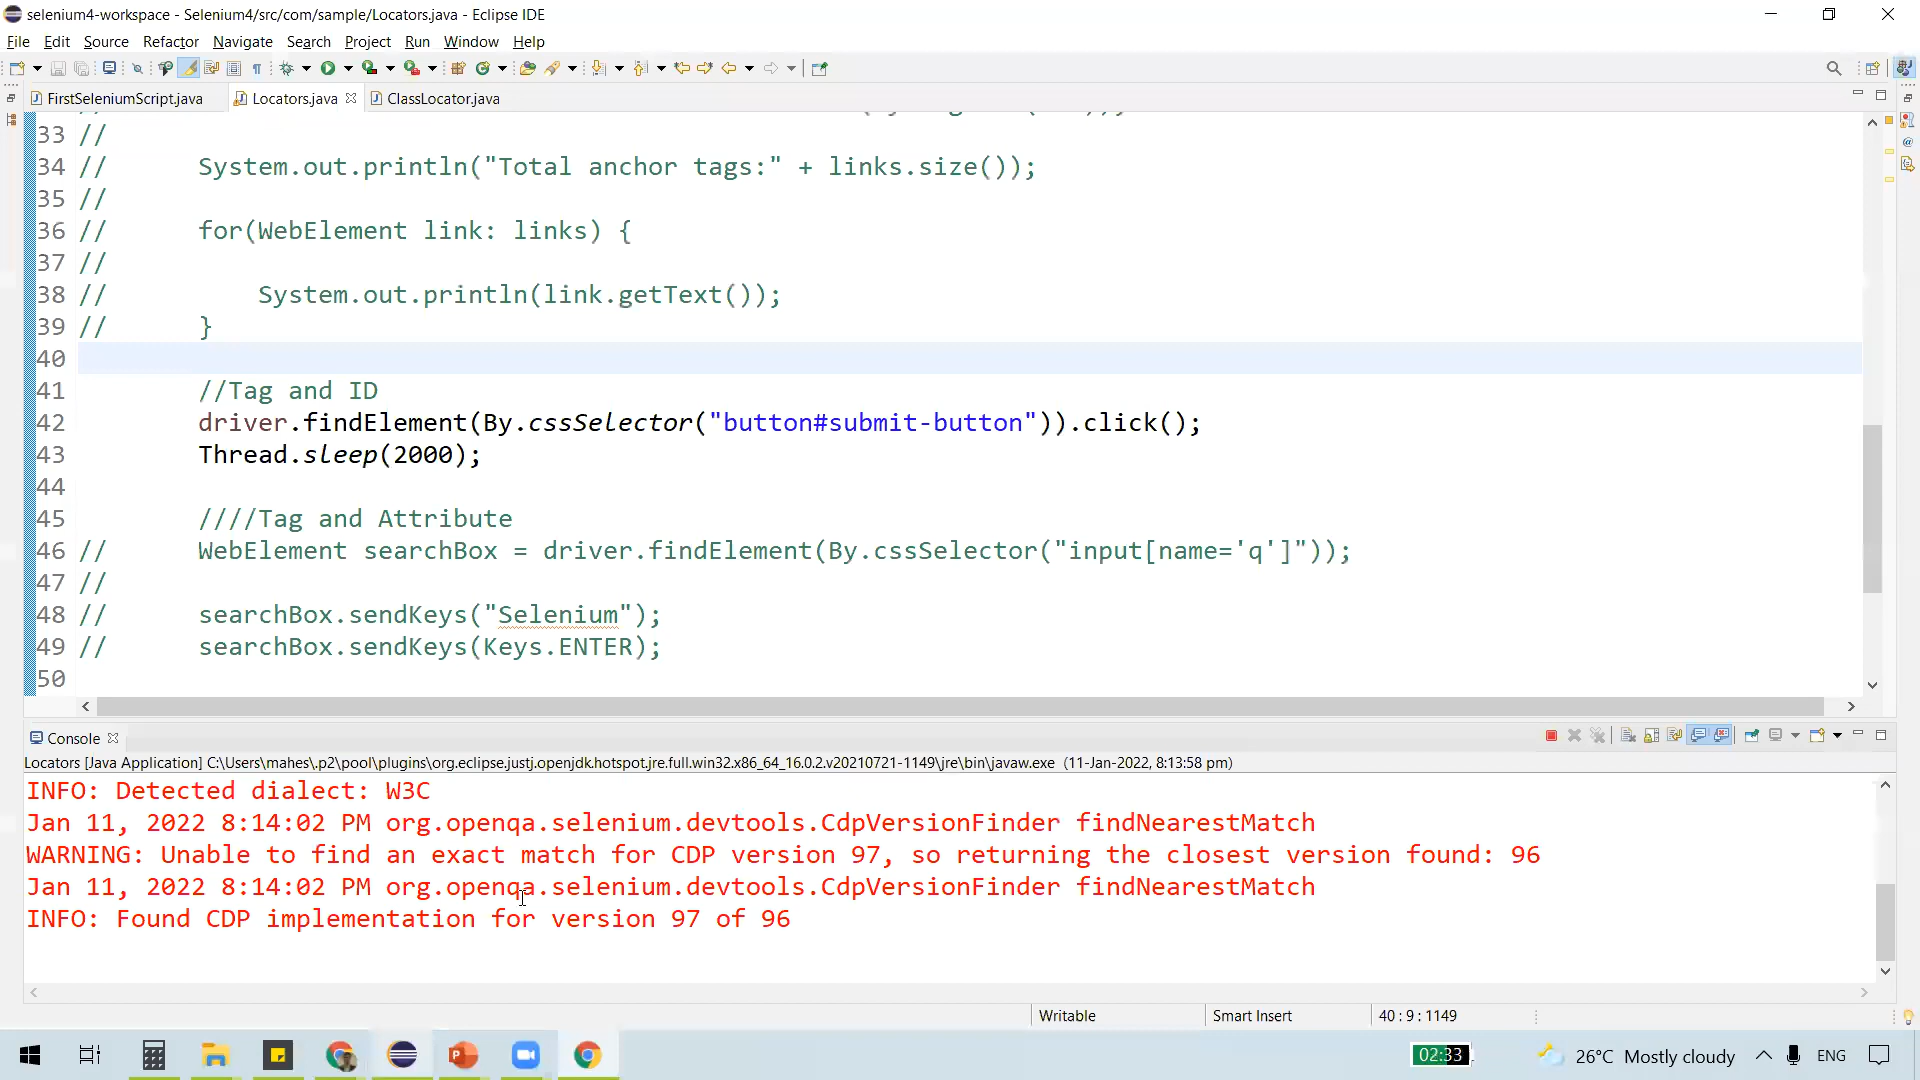 selenium4-workspace - Selenium4/src/com/sample/Locators.java - Eclipse IDE
File Edit Source Refactor Navigate Search Project Run Window Help
FirstSeleniumScript.java Locators.java ClassLocator.java
33 //
34 // System.out.println("Total anchor tags:" + links.size());
35 //
36 // for(WebElement link: links) {
37 //
38 // System.out.println(link.getText());
39 // }
40
41 //Tag and ID
42 driver.findElement(By.cssSelector("button#submit-button")).click();
43 Thread.sleep(2000);
44
45 ////Tag and Attribute
46 // WebElement searchBox = driver.findElement(By.cssSelector("input[name='q']"));
47 //
48 // searchBox.sendKeys("Selenium");
49 // searchBox.sendKeys(Keys.ENTER);
50
Console
Locators [Java Application] C:\Users\mahes\.p2\pool\plugins\org.eclipse.justj.openjdk.hotspot.jre.full.win32.x86_64_16.0.2.v20210721-1149\jre\bin\javaw.exe (11-Jan-2022, 8:13:58 pm)
INFO: Detected dialect: W3C
Jan 11, 2022 8:14:02 PM org.openqa.selenium.devtools.CdpVersionFinder findNearestMatch
WARNING: Unable to find an exact match for CDP version 97, so returning the closest version found: 96
Jan 11, 2022 8:14:02 PM org.openqa.selenium.devtools.CdpVersionFinder findNearestMatch
INFO: Found CDP implementation for version 97 of 96
Writable Smart Insert 40 : 9 : 1149
02:33 26°C Mostly cloudy ENG